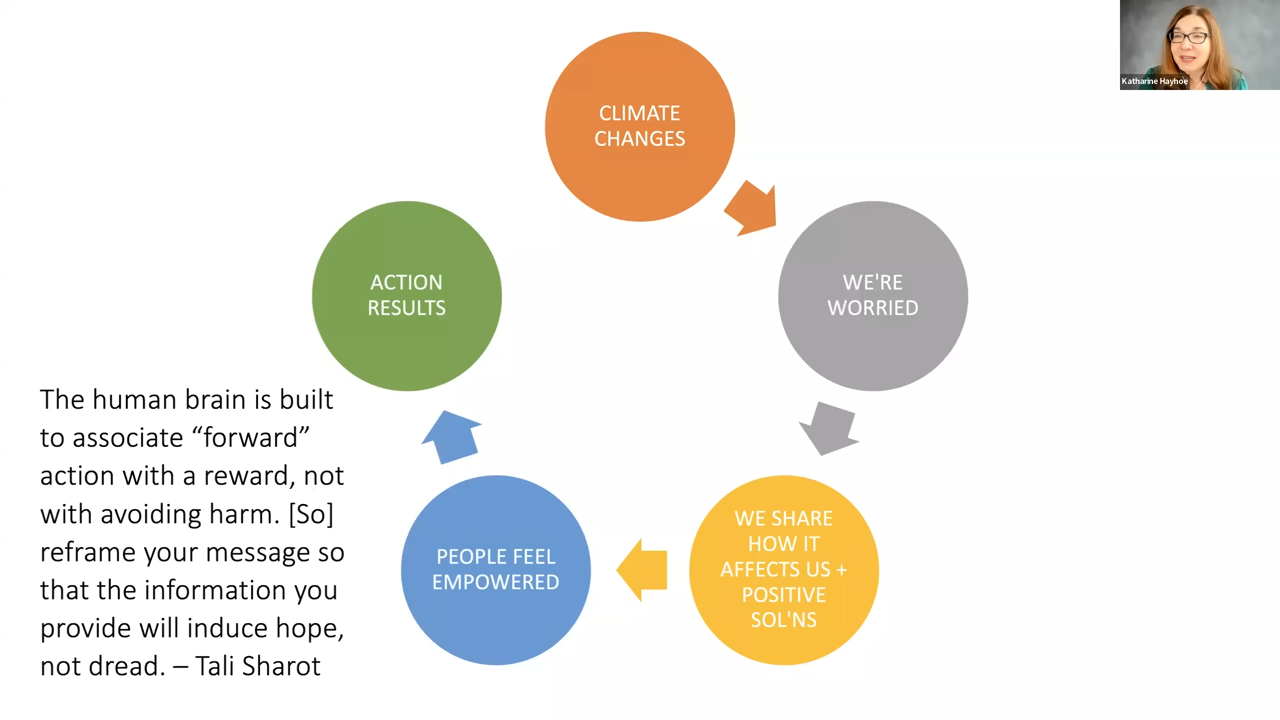 CLIMATE
CHANGES
Katharine Hayhoe
ACTION
RESULTS
WE'RE
WORRIED
The human brain is built
to associate “forward”
action with a reward, not
with avoiding harm. [So]
reframe your message so
that the information you
provide will induce hope,
not dread. – Tali Sharot
PEOPLE FEEL
EMPOWERED
WE SHARE
HOW IT
AFFECTS US +
POSITIVE
SOL'NS